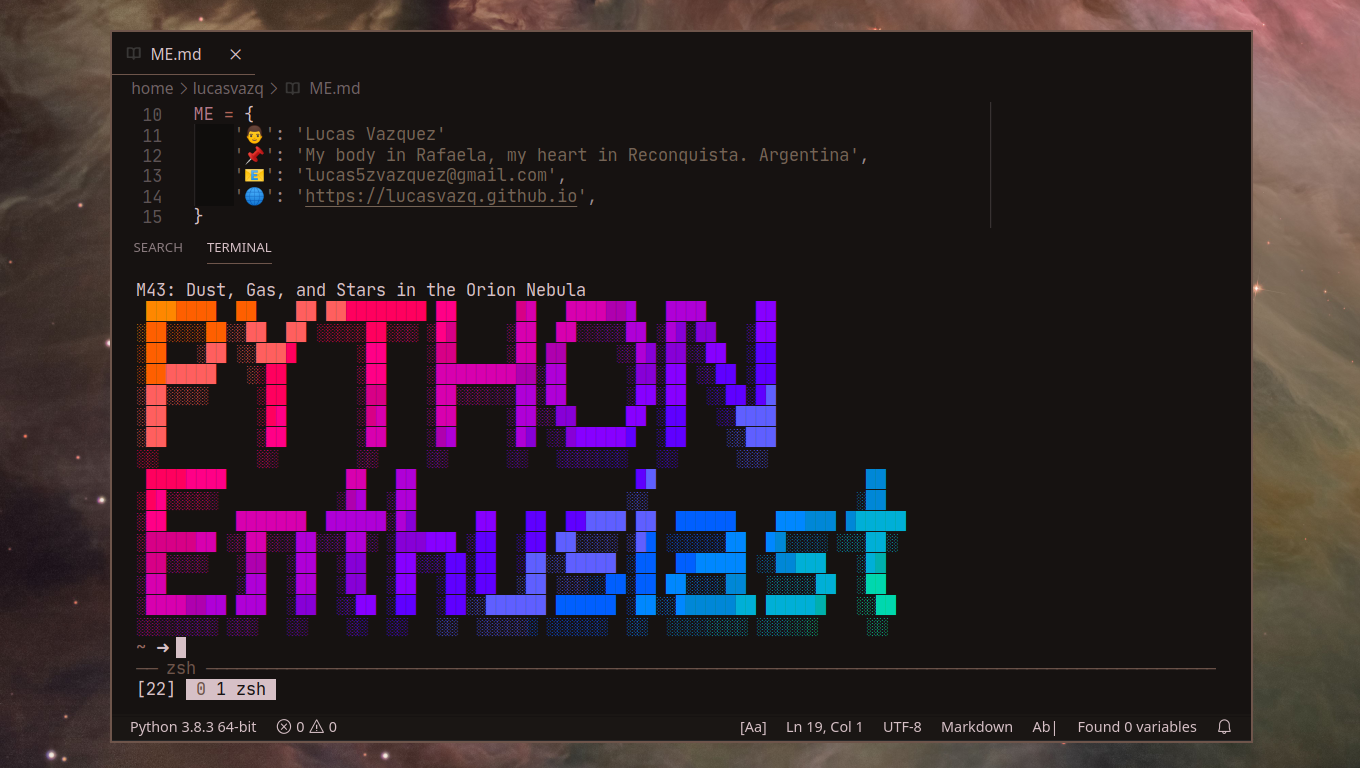 ME.md ×
home > lucasvazq > ME.md
10 ME = {
11 '👨': 'Lucas Vazquez'
12 '📌': 'My body in Rafaela, my heart in Reconquista. Argentina',
13 '📧': 'lucas5zvazquez@gmail.com',
14 '🌐': 'https://lucasvazq.github.io',
15 }
SEARCH TERMINAL
M43: Dust, Gas, and Stars in the Orion Nebula
PYTHON
Enthusiast
~ ➜
── zsh ──
[22] 0 1 zsh
Python 3.8.3 64-bit 0 0 [Aa] Ln 19, Col 1 UTF-8 Markdown Ab| Found 0 variables